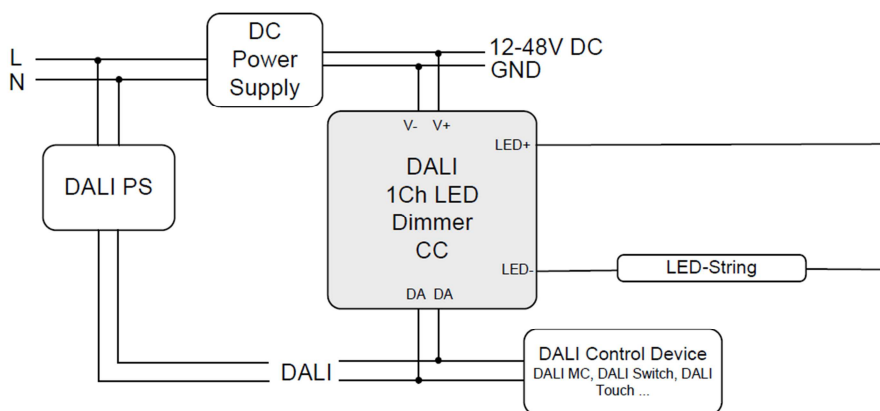 L
N
DC
Power
Supply
12-48V DC
GND
DALI PS
V- V+
LED+
DALI
1Ch LED
Dimmer
CC
LED-
LED-String
DA DA
DALI
DALI Control Device
DALI MC, DALI Switch, DALI
Touch ...